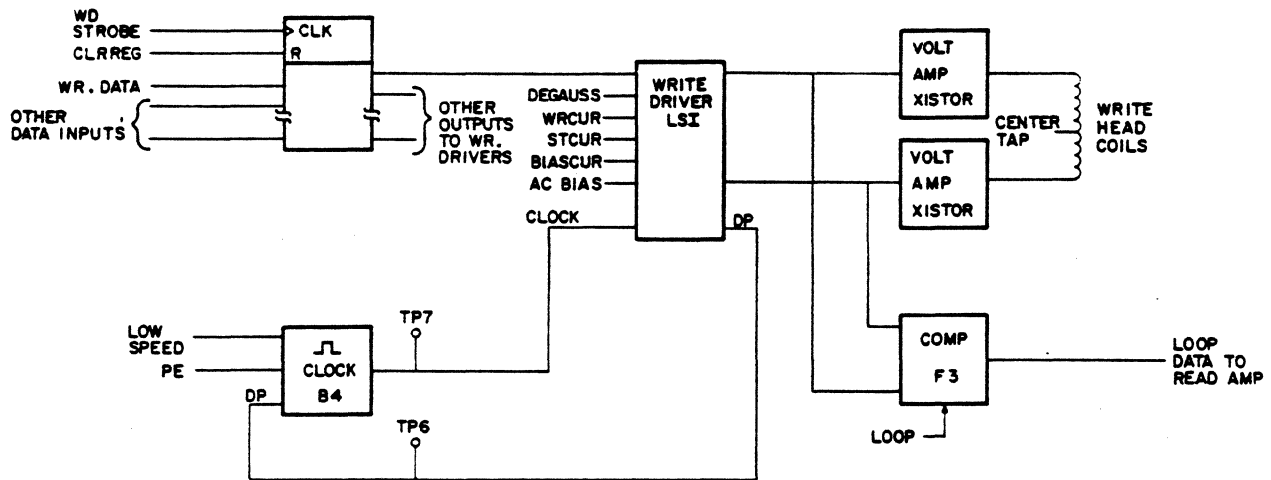 WD
STROBE
CLRREG
WR. DATA
OTHER
DATA INPUTS
CLK
R
OTHER
OUTPUTS
TO WR.
DRIVERS
DEGAUSS
WRCUR
STCUR
BIASCUR
AC BIAS
CLOCK
WRITE
DRIVER
LSI
DP
VOLT
AMP
XISTOR
CENTER
TAP
WRITE
HEAD
COILS
VOLT
AMP
XISTOR
LOW
SPEED
PE
DP
CLOCK
B4
TP7
TP6
COMP
F3
LOOP
LOOP
DATA TO
READ AMP